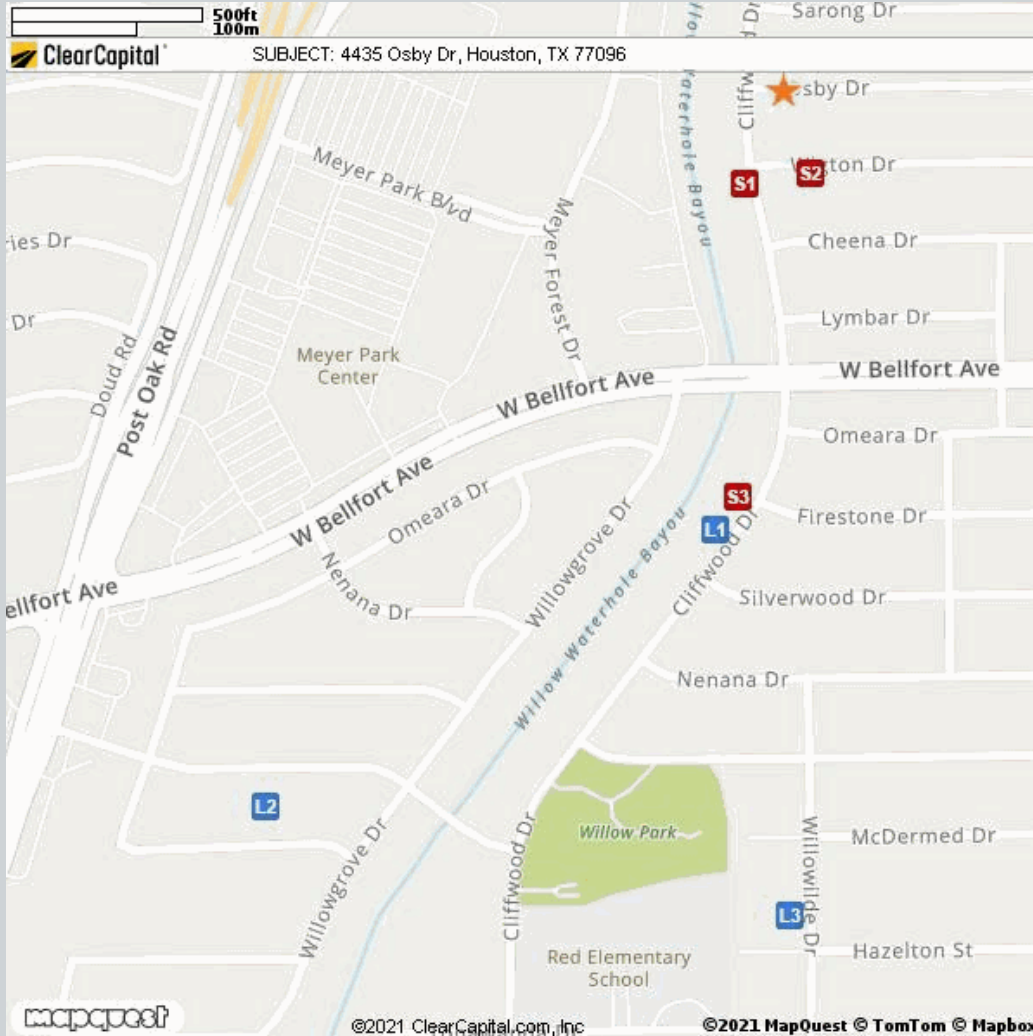 500ft
100m
ClearCapital
SUBJECT: 4435 Osby Dr, Houston, TX 77096
Sarong Dr
d Dr
sby Dr
Cliffw
Waterhole Bayou
S1
S2
ton Dr
Meyer Park Blvd
Meyer Forest Dr
ries Dr
Cheena Dr
Dr
Lymbar Dr
Doud Rd
Post Oak Rd
Meyer Park
Center
W Bellfort Ave
W Bellfort Ave
Omeara Dr
W Bellfort Ave
Omeara Dr
S3
L1
Firestone Dr
Cliffwood Dr
Willowgrove Dr
Willow Waterhole Bayou
ellfort Ave
Nenana Dr
Silverwood Dr
Nenana Dr
L2
Willow Park
Willowgrove Dr
Cliffwood Dr
Willowilde Dr
McDermed Dr
L3
Hazelton St
Red Elementary
School
mapquest
©2021 ClearCapital.com, Inc
©2021 MapQuest © TomTom © Mapbox